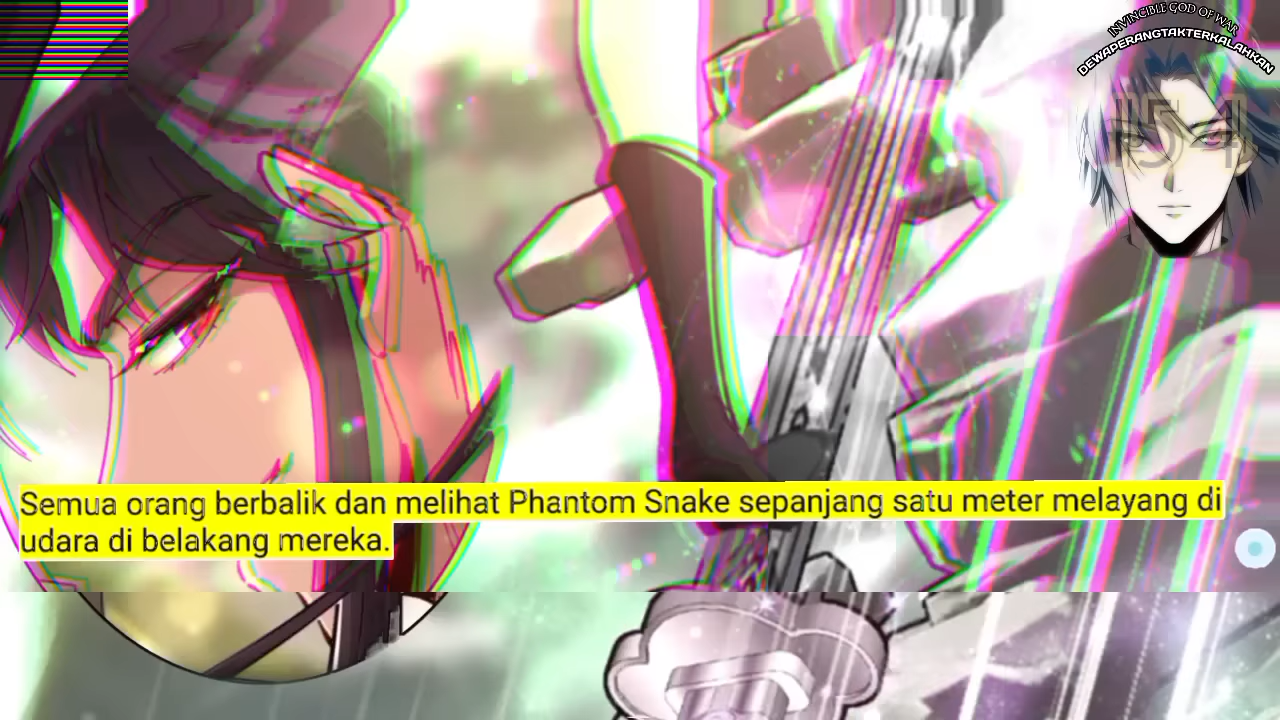 INVINCIBLE GOD OF WAR
DEWAPERANGTAKTERKALAHKAN
154
Semua orang berbalik dan melihat Phantom Snake sepanjang satu meter melayang di
udara di belakang mereka.